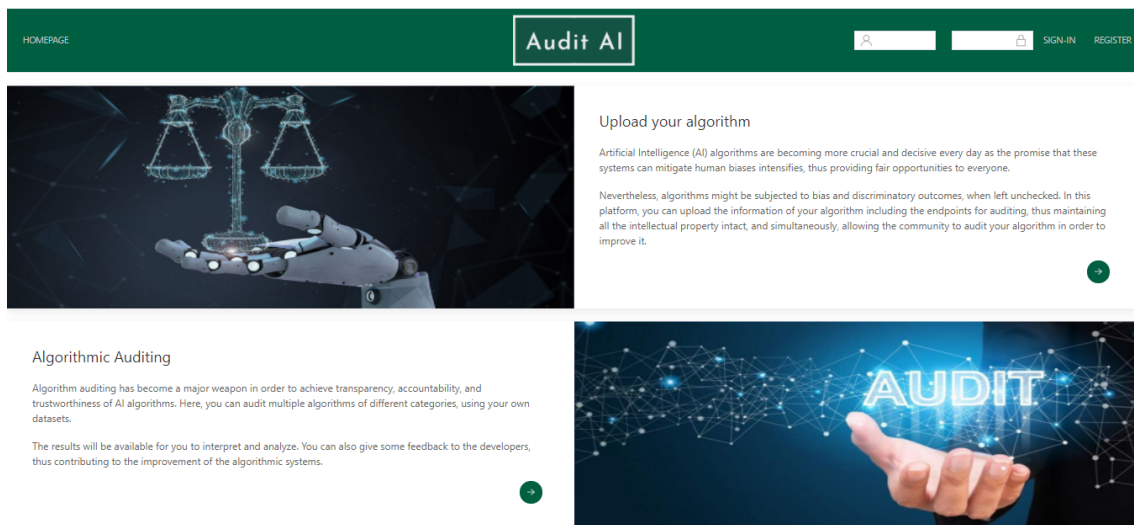 HOMEPAGE
Audit AI
SIGN-IN
REGISTER
Upload your algorithm
Artificial Intelligence (AI) algorithms are becoming more crucial and decisive every day as the promise that these
systems can mitigate human biases intensifies, thus providing fair opportunities to everyone.
Nevertheless, algorithms might be subjected to bias and discriminatory outcomes, when left unchecked. In this
platform, you can upload the information of your algorithm including the endpoints for auditing, thus maintaining
all the intellectual property intact, and simultaneously, allowing the community to audit your algorithm in order to
improve it.
Algorithmic Auditing
Algorithm auditing has become a major weapon in order to achieve transparency, accountability, and
trustworthiness of AI algorithms. Here, you can audit multiple algorithms of different categories, using your own
datasets.
The results will be available for you to interpret and analyze. You can also give some feedback to the developers,
thus contributing to the improvement of the algorithmic systems.
AUDIT